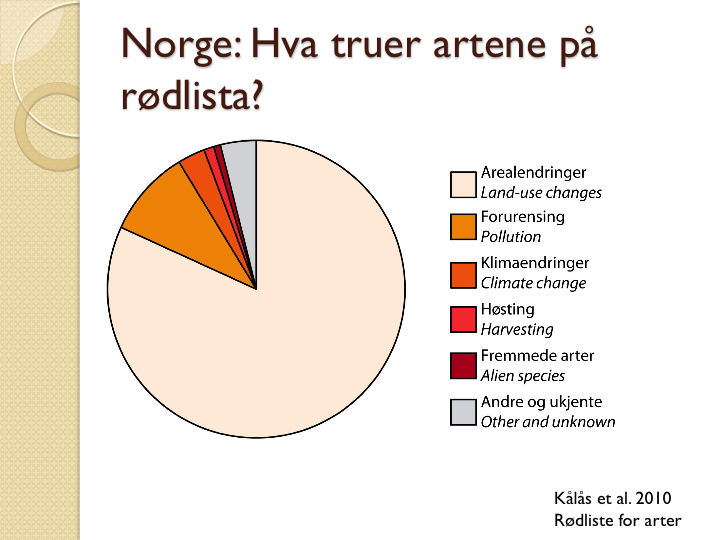 Norge: Hva truer artene på
rødlista?
Arealendringer
Land-use changes
Forurensing
Pollution
Klimaendringer
Climate change
Høsting
Harvesting
Fremmede arter
Alien species
Andre og ukjente
Other and unknown
Kålås et al. 2010
Rødliste for arter